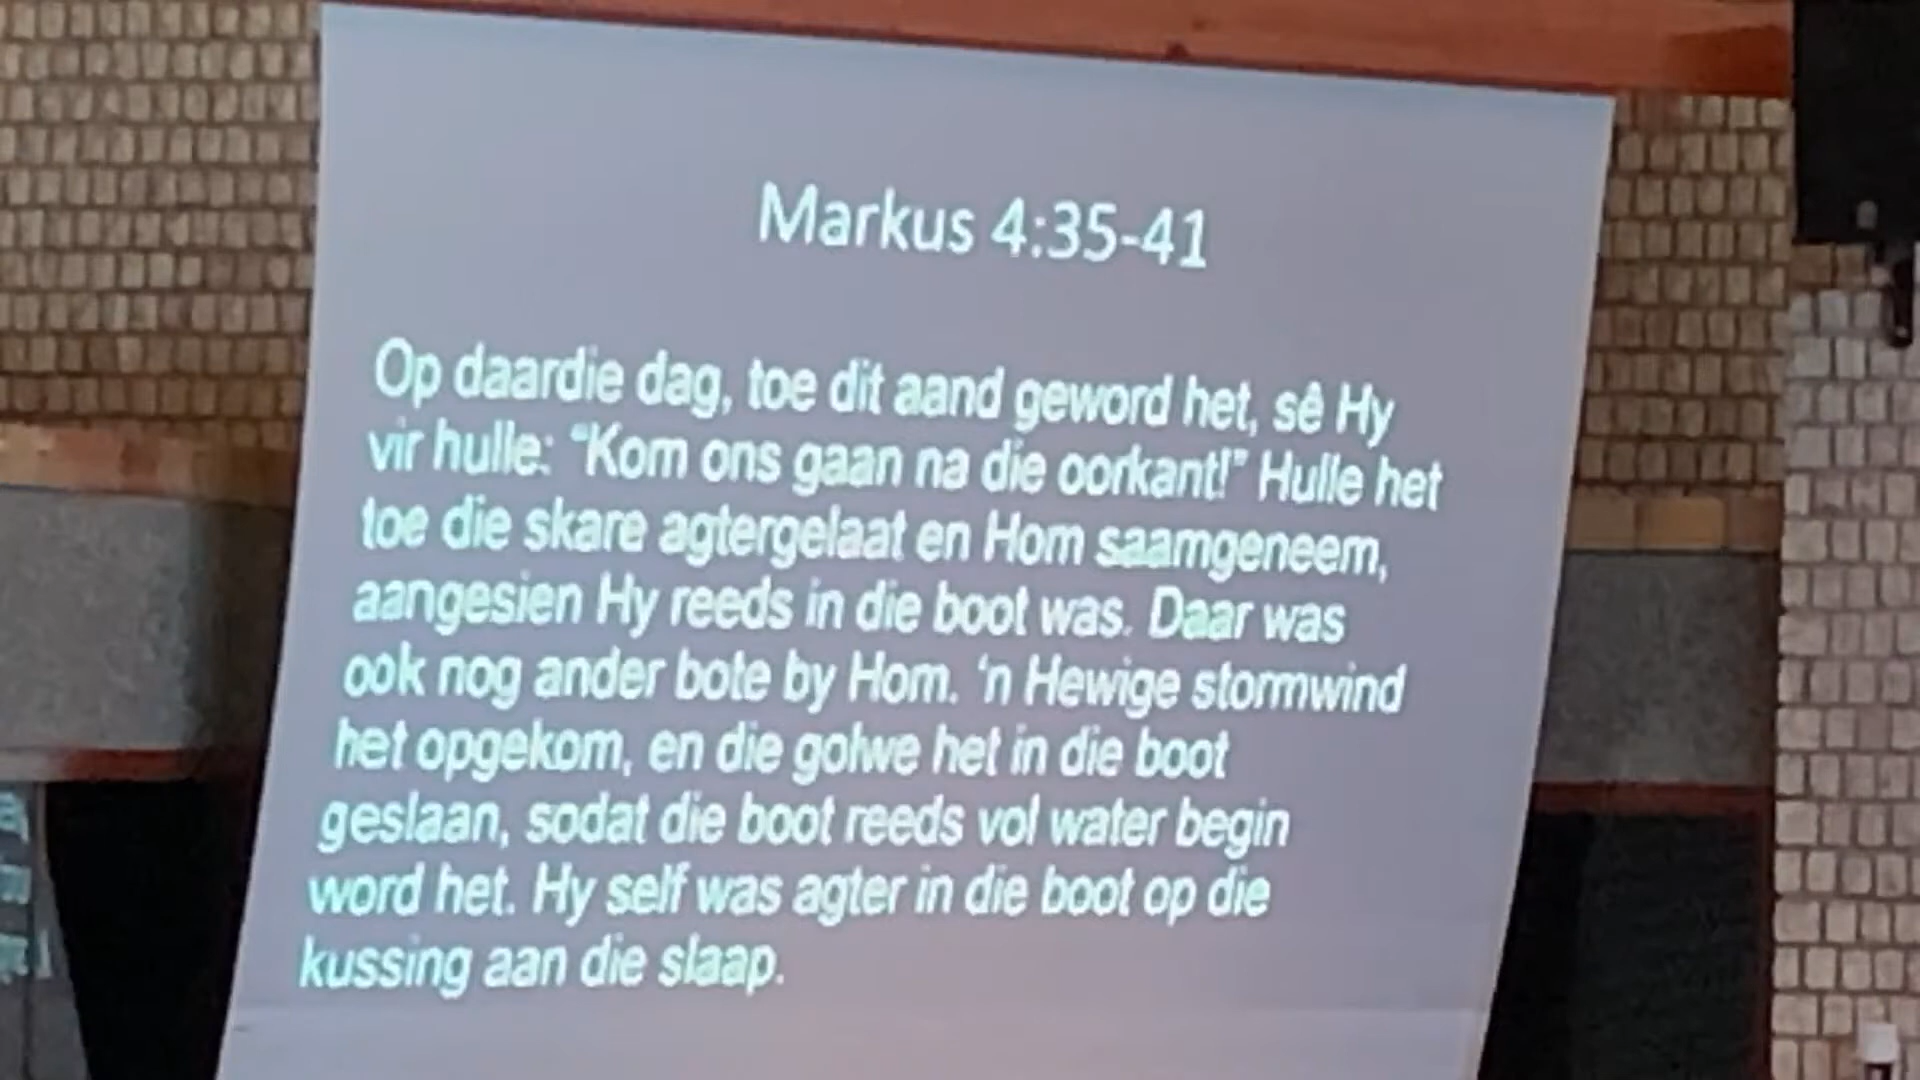 Markus 4:35-41
Op daardie dag, toe dit aand geword het, sê Hy
vir hulle: “Kom ons gaan na die oorkant!” Hulle het
toe die skare agtergelaat en Hom saamgeneem,
aangesien Hy reeds in die boot was. Daar was
ook nog ander bote by Hom. ‘n Hewige stormwind
het opgekom, en die golwe het in die boot
geslaan, sodat die boot reeds vol water begin
word het. Hy self was agter in die boot op die
kussing aan die slaap.